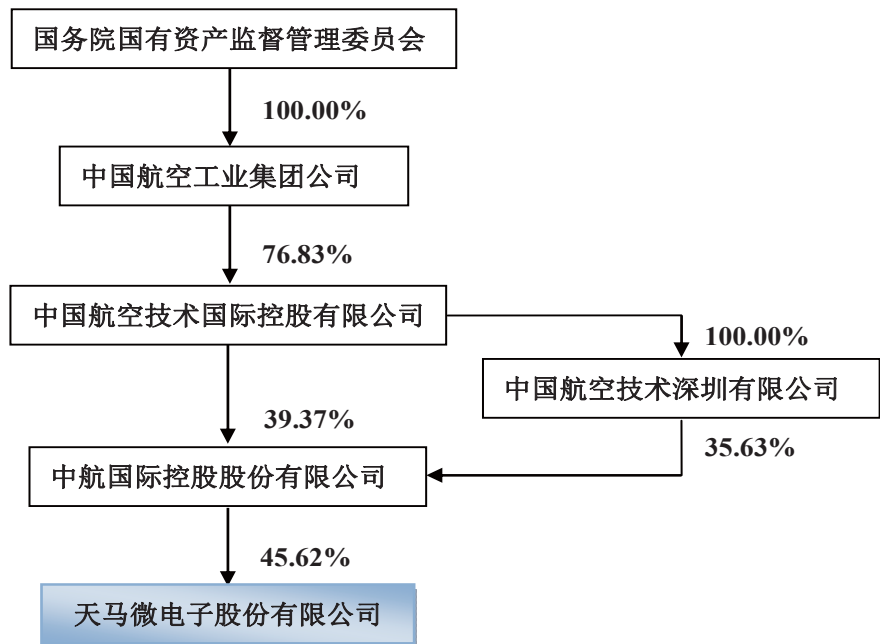 国务院国有资产监督管理委员会
100.00%
中国航空工业集团公司
76.83%
中国航空技术国际控股有限公司
100.00%
中国航空技术深圳有限公司
39.37%
35.63%
中航国际控股股份有限公司
45.62%
天马微电子股份有限公司